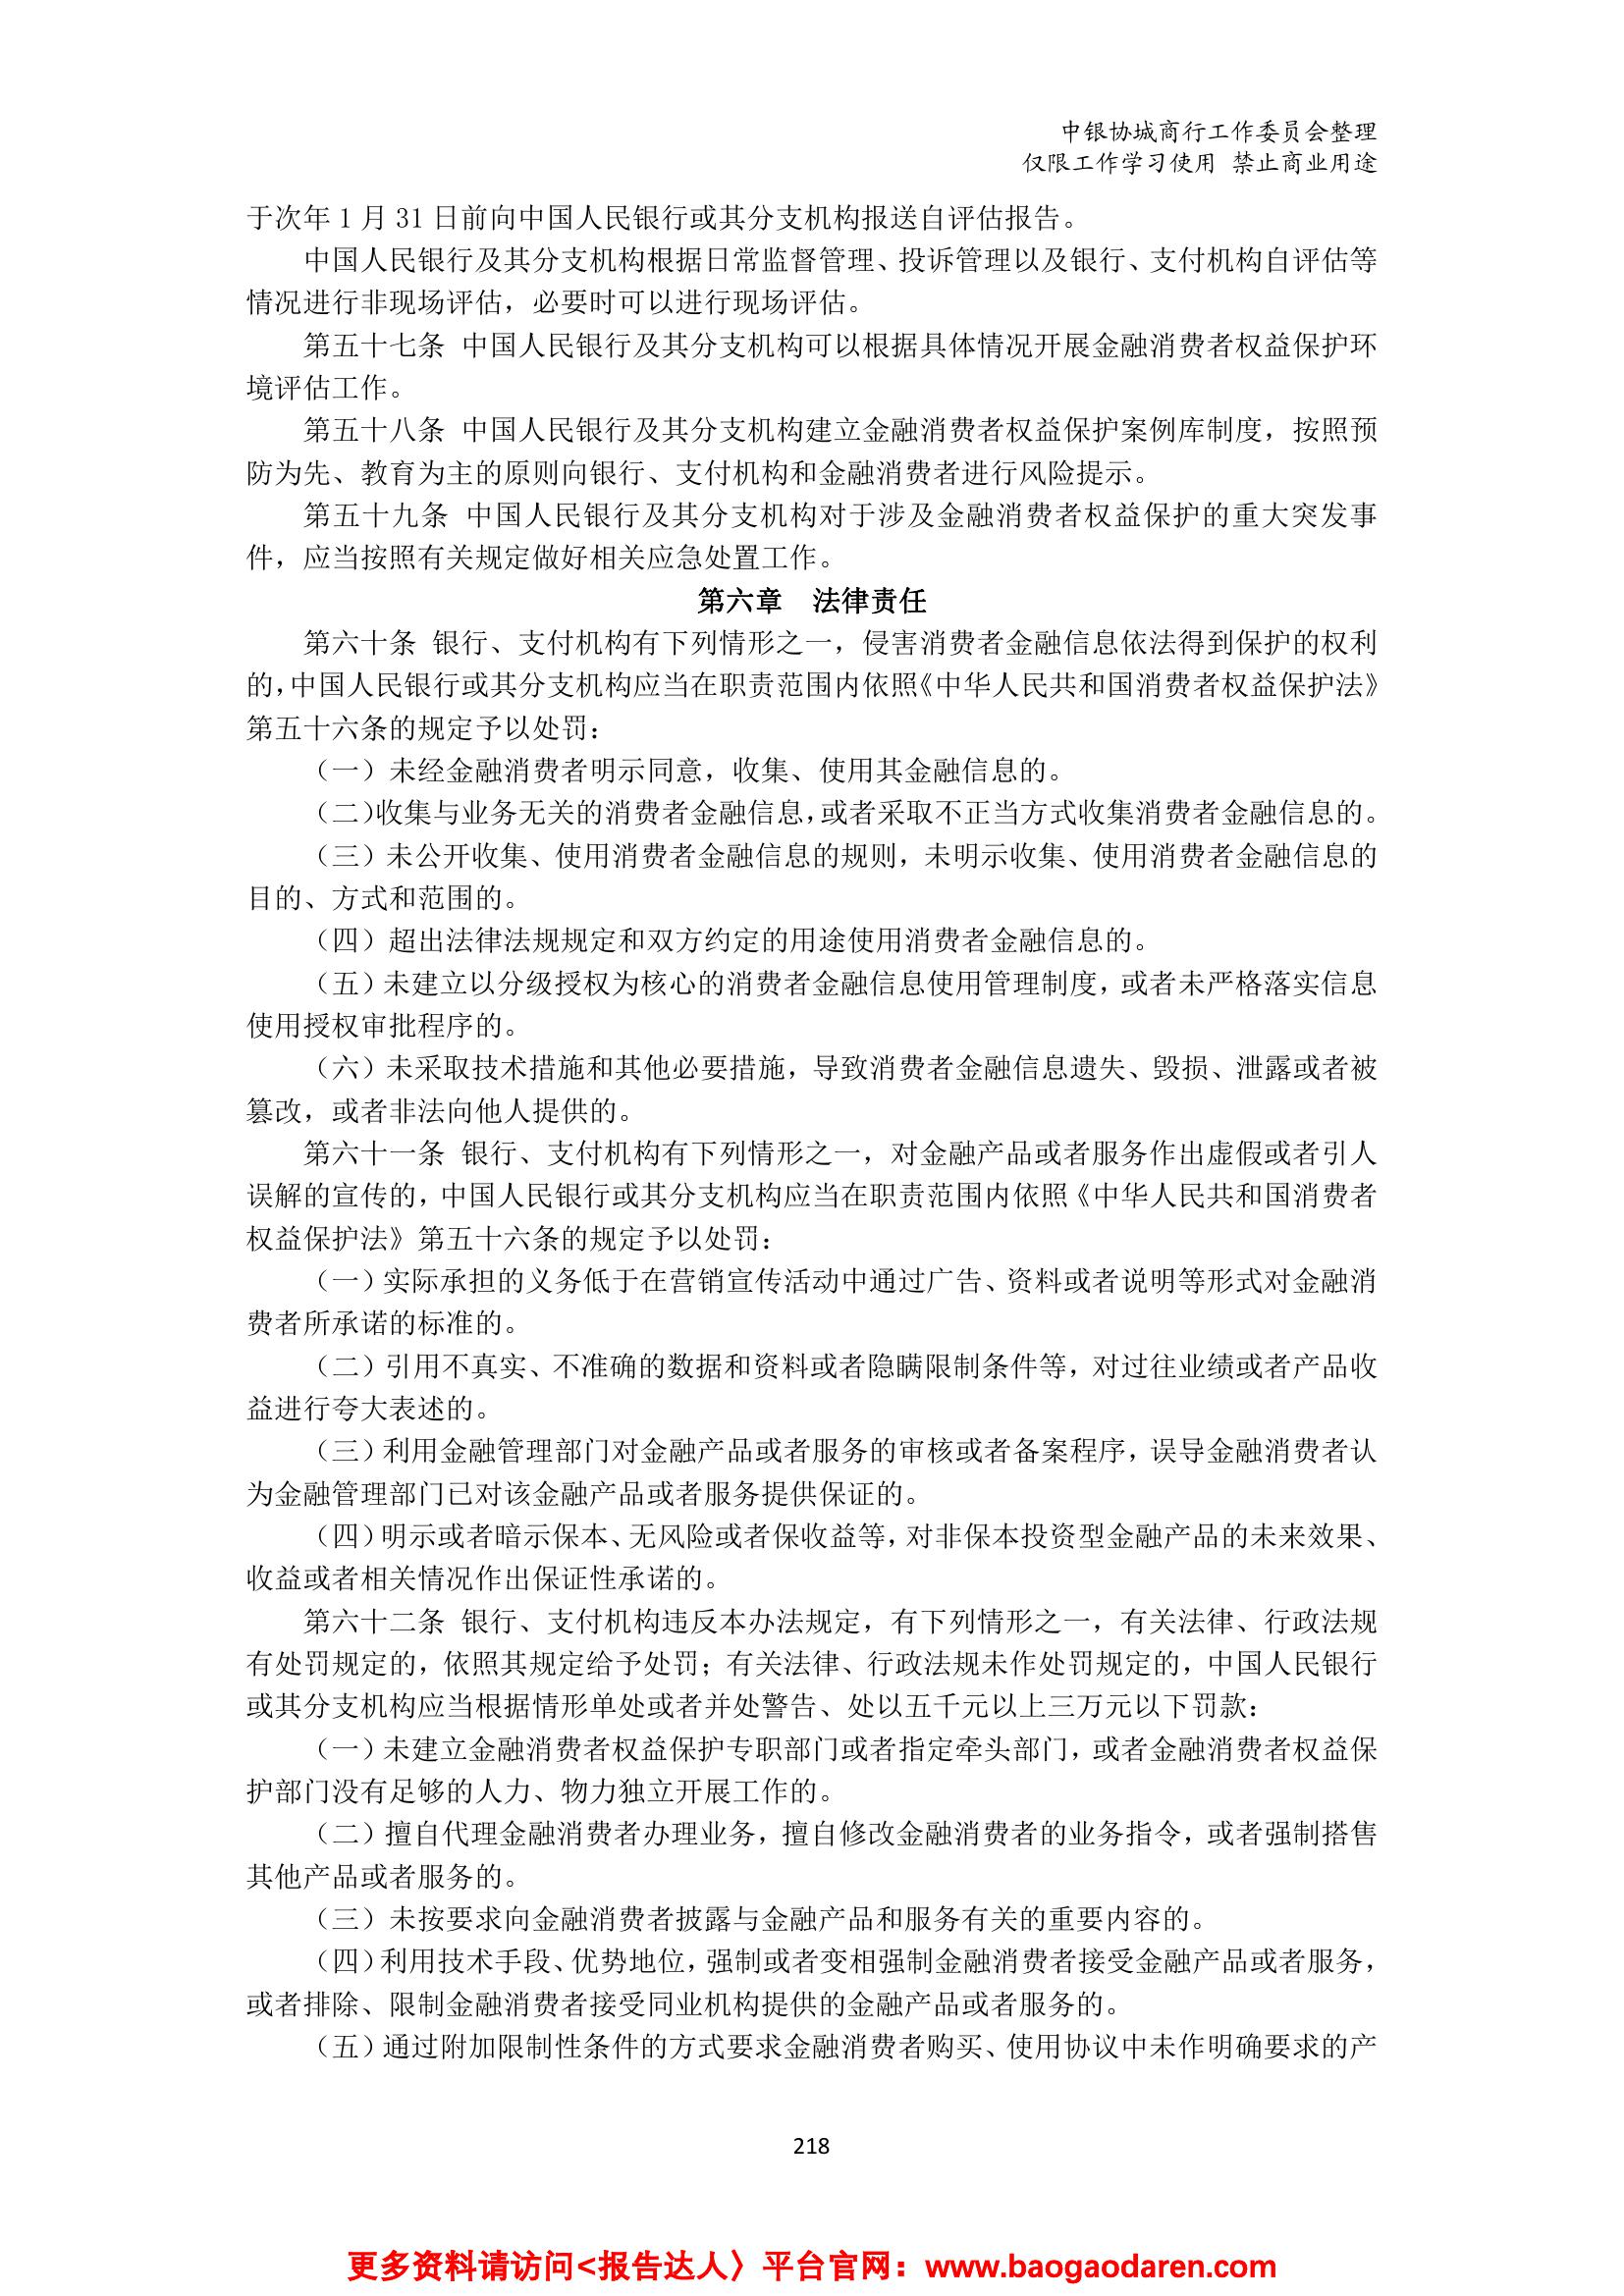 中银协城商行工作委员会整理
仅限工作学习使用 禁止商业用途
于次年 1 月 31 日前向中国人民银行或其分支机构报送自评估报告。
中国人民银行及其分支机构根据日常监督管理、投诉管理以及银行、支付机构自评估等
情况进行非现场评估，必要时可以进行现场评估。
第五十七条 中国人民银行及其分支机构可以根据具体情况开展金融消费者权益保护环
境评估工作。
第五十八条 中国人民银行及其分支机构建立金融消费者权益保护案例库制度，按照预
防为先、教育为主的原则向银行、支付机构和金融消费者进行风险提示。
第五十九条 中国人民银行及其分支机构对于涉及金融消费者权益保护的重大突发事
件，应当按照有关规定做好相关应急处置工作。
第六章 法律责任
第六十条 银行、支付机构有下列情形之一，侵害消费者金融信息依法得到保护的权利
的，中国人民银行或其分支机构应当在职责范围内依照《中华人民共和国消费者权益保护法》
第五十六条的规定予以处罚：
（一）未经金融消费者明示同意，收集、使用其金融信息的。
（二）收集与业务无关的消费者金融信息，或者采取不正当方式收集消费者金融信息的。
（三）未公开收集、使用消费者金融信息的规则，未明示收集、使用消费者金融信息的
目的、方式和范围的。
（四）超出法律法规规定和双方约定的用途使用消费者金融信息的。
（五）未建立以分级授权为核心的消费者金融信息使用管理制度，或者未严格落实信息
使用授权审批程序的。
（六）未采取技术措施和其他必要措施，导致消费者金融信息遗失、毁损、泄露或者被
篡改，或者非法向他人提供的。
第六十一条 银行、支付机构有下列情形之一，对金融产品或者服务作出虚假或者引人
误解的宣传的，中国人民银行或其分支机构应当在职责范围内依照《中华人民共和国消费者
权益保护法》第五十六条的规定予以处罚：
（一）实际承担的义务低于在营销宣传活动中通过广告、资料或者说明等形式对金融消
费者所承诺的标准的。
（二）引用不真实、不准确的数据和资料或者隐瞒限制条件等，对过往业绩或者产品收
益进行夸大表述的。
（三）利用金融管理部门对金融产品或者服务的审核或者备案程序，误导金融消费者认
为金融管理部门已对该金融产品或者服务提供保证的。
（四）明示或者暗示保本、无风险或者保收益等，对非保本投资型金融产品的未来效果、
收益或者相关情况作出保证性承诺的。
第六十二条 银行、支付机构违反本办法规定，有下列情形之一，有关法律、行政法规
有处罚规定的，依照其规定给予处罚；有关法律、行政法规未作处罚规定的，中国人民银行
或其分支机构应当根据情形单处或者并处警告、处以五千元以上三万元以下罚款：
（一）未建立金融消费者权益保护专职部门或者指定牵头部门，或者金融消费者权益保
护部门没有足够的人力、物力独立开展工作的。
（二）擅自代理金融消费者办理业务，擅自修改金融消费者的业务指令，或者强制搭售
其他产品或者服务的。
（三）未按要求向金融消费者披露与金融产品和服务有关的重要内容的。
（四）利用技术手段、优势地位，强制或者变相强制金融消费者接受金融产品或者服务，
或者排除、限制金融消费者接受同业机构提供的金融产品或者服务的。
（五）通过附加限制性条件的方式要求金融消费者购买、使用协议中未作明确要求的产
218
更多资料请访问<报告达人〉平台官网：www.baogaodaren.com